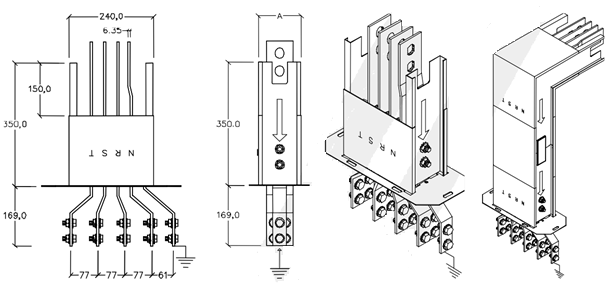 240,0
6.35
150,0
350,0
N R S T
169,0
77
77
77
61
A
350.0
169,0
N R S T
N R S T